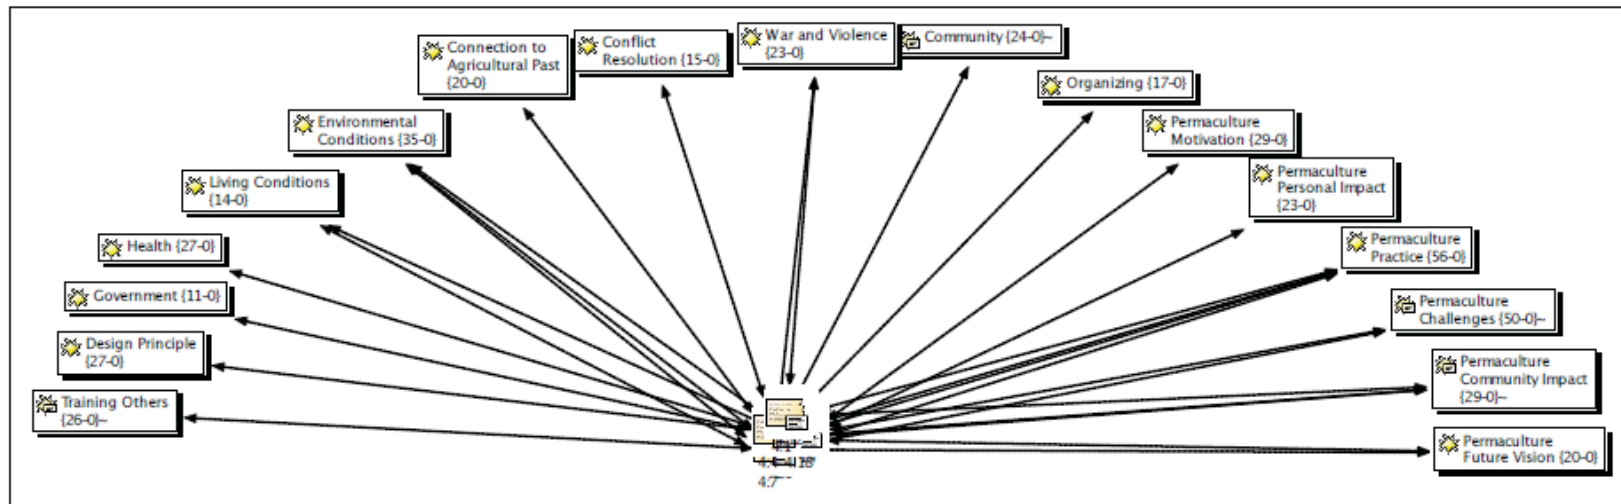 War and Violence
{23-0}
Community {24-0}~
Conflict
Resolution {15-0}
Connection to
Agricultural Past
{20-0}
Organizing {17-0}
Environmental
Conditions {35-0}
Permaculture
Motivation {29-0}
Living Conditions
{14-0}
Permaculture
Personal Impact
{23-0}
Health {27-0}
Permaculture
Practice {56-0}
Government {11-0}
Permaculture
Challenges {50-0}~
Design Principle
{27-0}
Permaculture
Community Impact
{29-0}~
Training Others
{26-0}~
Permaculture
Future Vision {20-0}
4:7